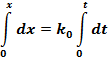 ∫₀ˣ dx = k₀ ∫₀ᵗ dt